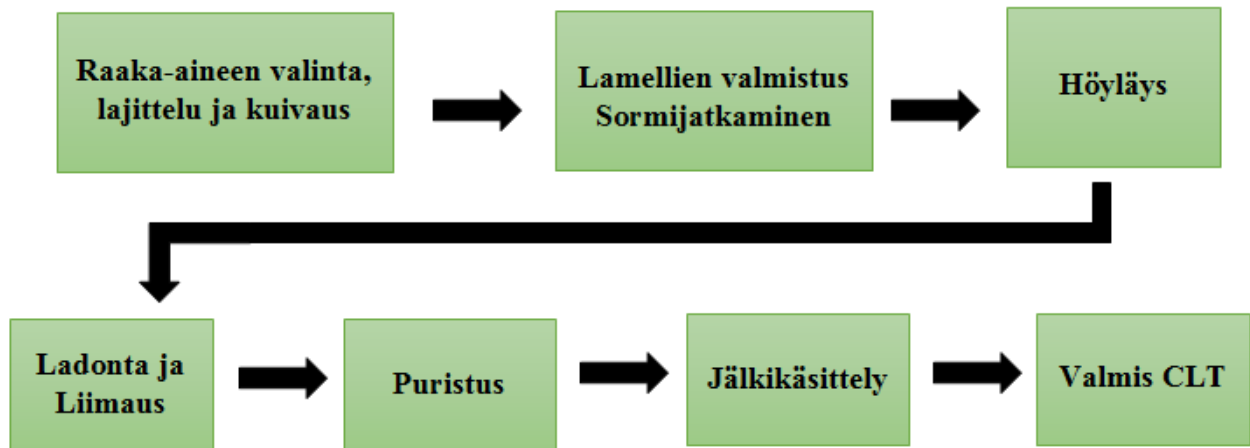 Raaka-aineen valinta,
lajittelu ja kuivaus
Lamellien valmistus
Sormijatkaminen
Höyläys
Ladonta ja
Liimaus
Puristus
Jälkikäsittely
Valmis CLT